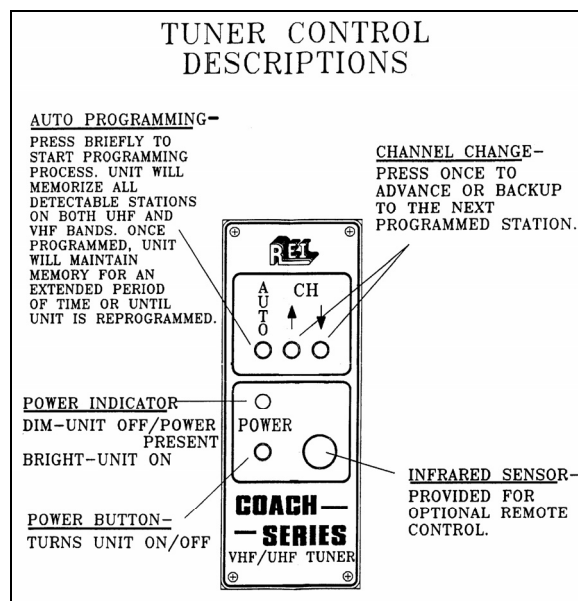 TUNER CONTROL
DESCRIPTIONS
AUTO PROGRAMMING-
PRESS BRIEFLY TO
START PROGRAMMING
PROCESS. UNIT WILL
MEMORIZE ALL
DETECTABLE STATIONS
ON BOTH UHF AND
VHF BANDS. ONCE
PROGRAMMED, UNIT
WILL MAINTAIN
MEMORY FOR AN
EXTENDED PERIOD
OF TIME OR UNTIL
UNIT IS REPROGRAMMED.
CHANNEL CHANGE-
PRESS ONCE TO
ADVANCE OR BACKUP
TO THE NEXT
PROGRAMMED STATION.
REI
AUTO
CH
POWER INDICATOR
DIM-UNIT OFF/POWER
PRESENT
BRIGHT-UNIT ON
POWER
POWER BUTTON-
TURNS UNIT ON/OFF
INFRARED SENSOR-
PROVIDED FOR
OPTIONAL REMOTE
CONTROL.
COACH-
-SERIES
VHF/UHF TUNER